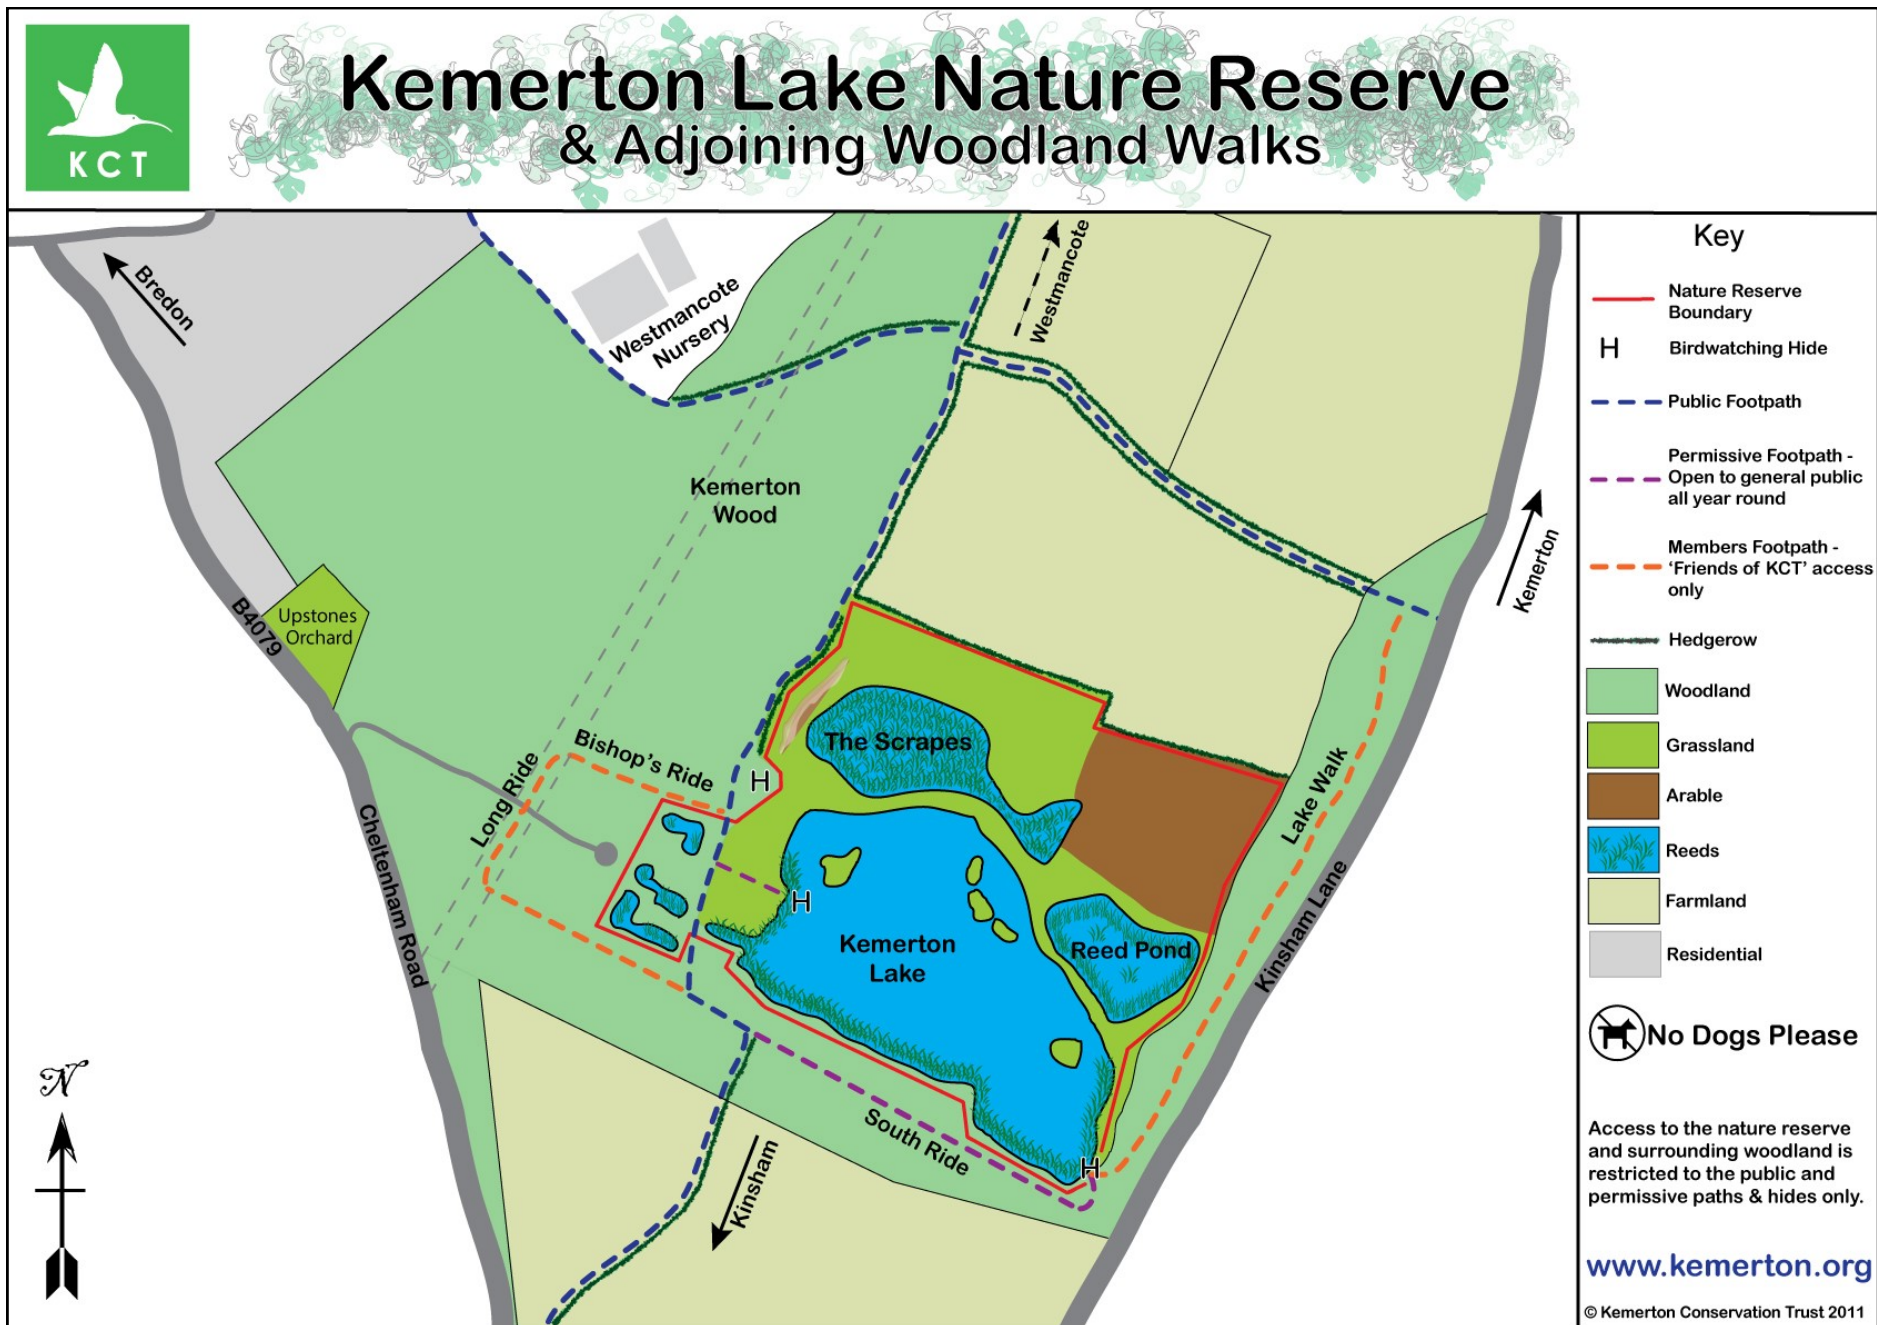 KCT
Kemerton Lake Nature Reserve
& Adjoining Woodland Walks
Bredon
Westmancote
Nursery
Westmancote
Kemerton
Wood
Kemerton
Upstones
Orchard
B4079
Cheltenham Road
Long Ride
Bishop's Ride
H
The Scrapes
Lake Walk
Kinsham Lane
H
Kemerton
Lake
Reed Pond
South Ride
H
Kinsham
N
Key
Nature Reserve
Boundary
H
Birdwatching Hide
Public Footpath
Permissive Footpath -
Open to general public
all year round
Members Footpath -
'Friends of KCT' access
only
Hedgerow
Woodland
Grassland
Arable
Reeds
Farmland
Residential
No Dogs Please
Access to the nature reserve
and surrounding woodland is
restricted to the public and
permissive paths & hides only.
www.kemerton.org
© Kemerton Conservation Trust 2011